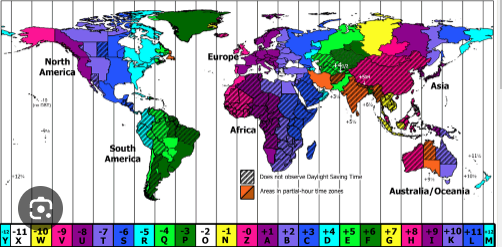 North
America
Europe
Asia
South
America
Africa
Australia/Oceania
Does not observe Daylight Saving Time
Areas in partial-hour time zones
-12 -11 -10 -9 -8 -7 -6 -5 -4 -3 -2 -1 -0 +1 +2 +3 +4 +5 +6 +7 +8 +9 +10 +11
Y X W V U T S R Q P O N Z A B C D E F G H I K L M